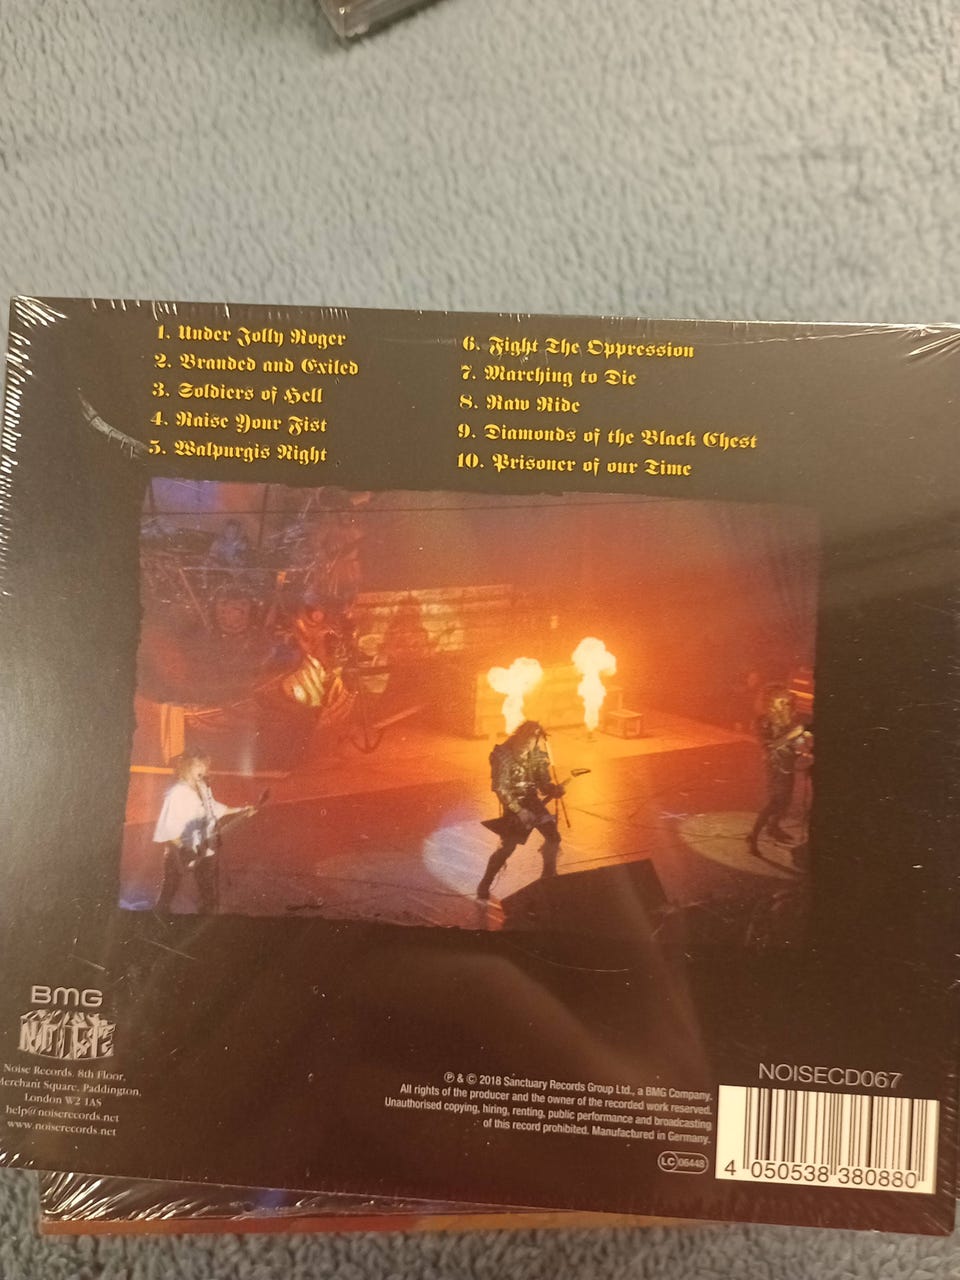 1. Under Jolly Roger
2. Branded and Exiled
3. Soldiers of Hell
4. Raise Your Fist
5. Walpurgis Night
6. Fight The Oppression
7. Marching to Die
8. Raw Ride
9. Diamonds of the Black Chest
10. Prisoner of our Time
BMG
NOISE
Noise Records. 8th Floor,
Merchant Square, Paddington,
London W2 1AS
help@noiserecords.net
www.noiserecords.net
℗ & © 2018 Sanctuary Records Group Ltd., a BMG Company.
All rights of the producer and the owner of the recorded work reserved.
Unauthorised copying, hiring, renting, public performance and broadcasting
of this record prohibited. Manufactured in Germany.
LC 06448
NOISECD067
4 050538 380880